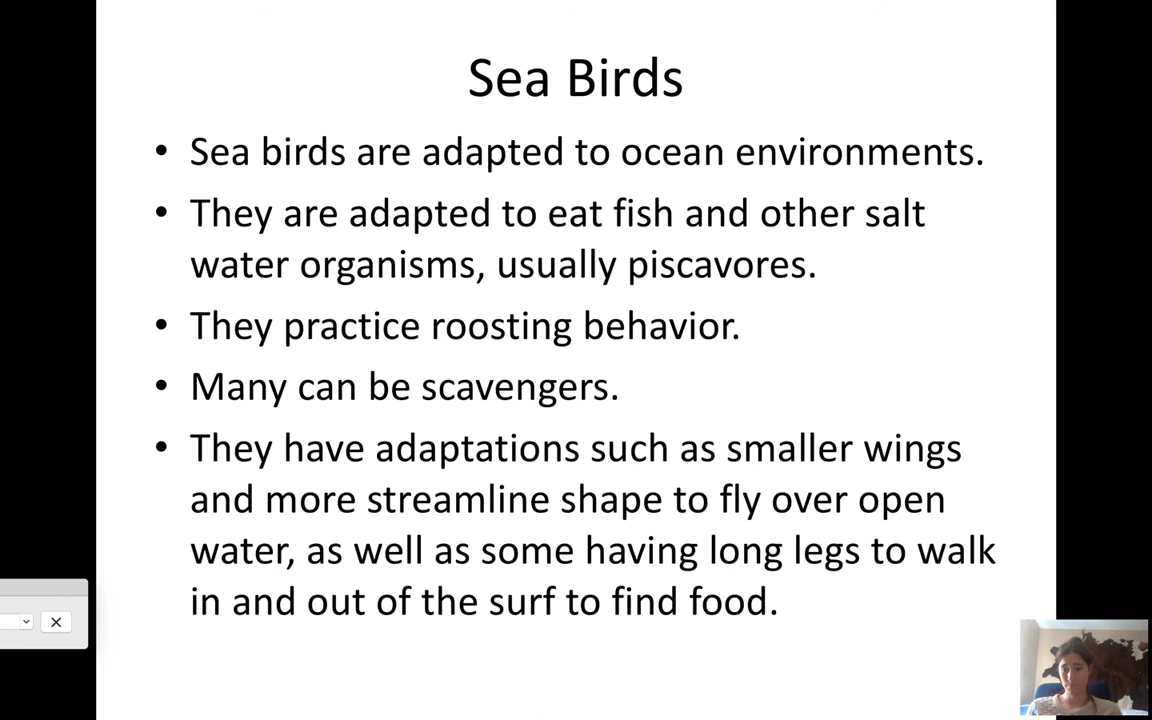 Sea Birds
• Sea birds are adapted to ocean environments.
• They are adapted to eat fish and other salt
water organisms, usually piscavores.
• They practice roosting behavior.
• Many can be scavengers.
• They have adaptations such as smaller wings
and more streamline shape to fly over open
water, as well as some having long legs to walk
in and out of the surf to find food.